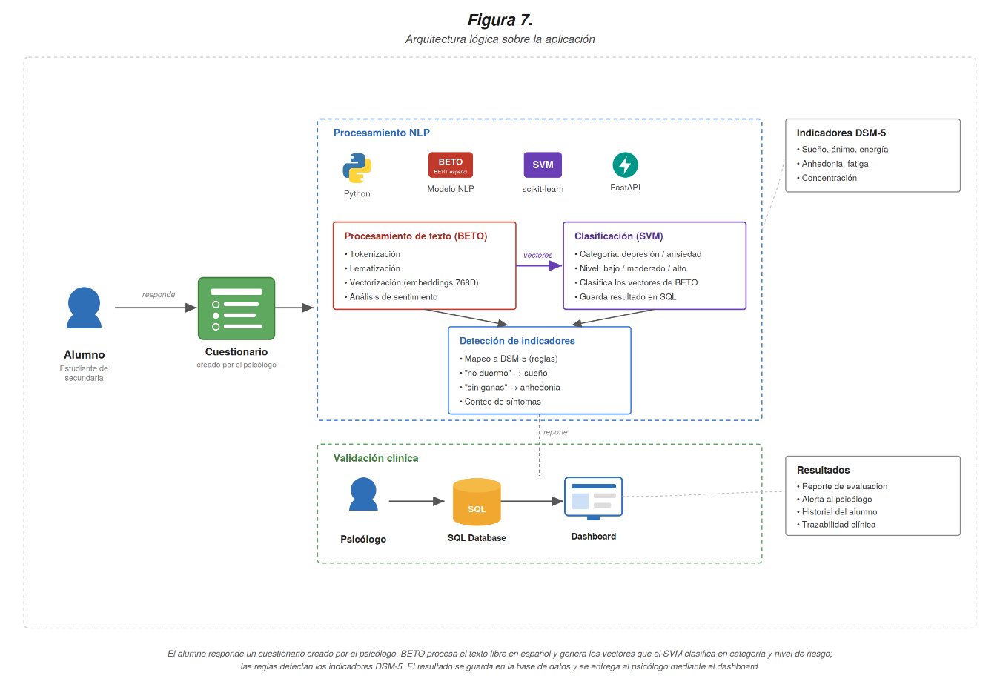 Figura 7.
Arquitectura lógica sobre la aplicación
Procesamiento NLP
Python
BETO
BERT español
Modelo NLP
SVM
scikit-learn
FastAPI
Indicadores DSM-5
• Sueño, ánimo, energía
• Anhedonia, fatiga
• Concentración
Procesamiento de texto (BETO)
• Tokenización
• Lematización
• Vectorización (embeddings 768D)
• Análisis de sentimiento
vectores
Clasificación (SVM)
• Categoría: depresión / ansiedad
• Nivel: bajo / moderado / alto
• Clasifica los vectores de BETO
• Guarda resultado en SQL
responde
Alumno
Estudiante de
secundaria
Cuestionario
creado por el psicólogo
Detección de indicadores
• Mapeo a DSM-5 (reglas)
• "no duermo" → sueño
• "sin ganas" → anhedonia
• Conteo de síntomas
reporte
Validación clínica
Psicólogo
SQL
SQL Database
Dashboard
Resultados
• Reporte de evaluación
• Alerta al psicólogo
• Historial del alumno
• Trazabilidad clínica
El alumno responde un cuestionario creado por el psicólogo. BETO procesa el texto libre en español y genera los vectores que el SVM clasifica en categoría y nivel de riesgo;
las reglas detectan los indicadores DSM-5. El resultado se guarda en la base de datos y se entrega al psicólogo mediante el dashboard.